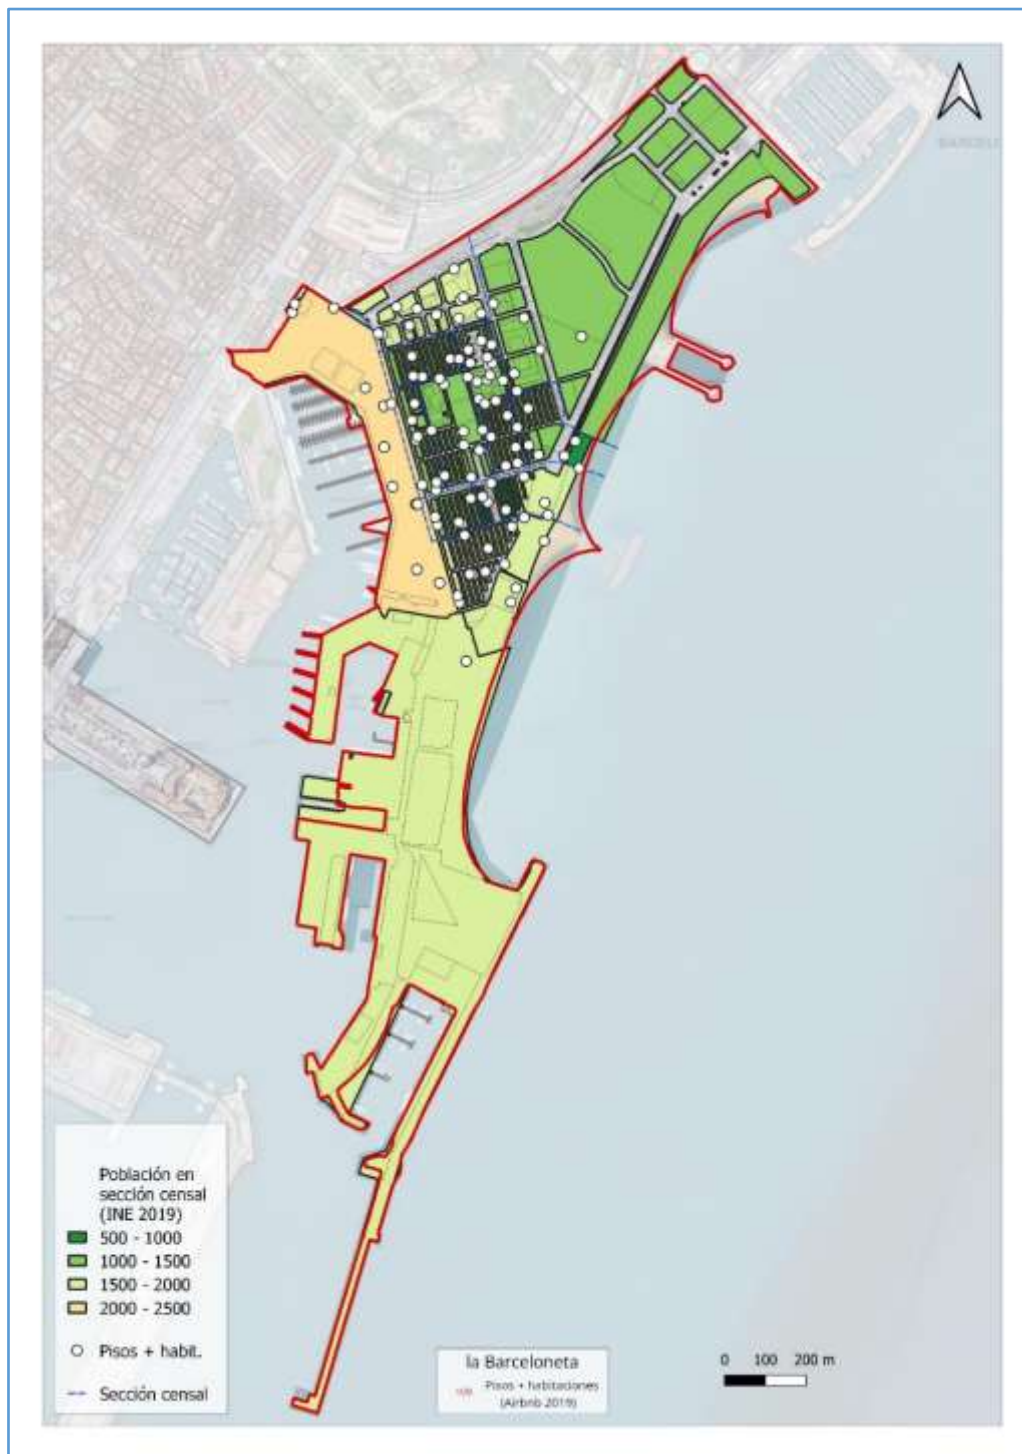 BARCEL
Población en
sección censal
(INE 2019)
500 - 1000
1000 - 1500
1500 - 2000
2000 - 2500
Pisos + habit.
Sección censal
la Barceloneta
Pisos + habitaciones
(Airbnb 2019)
0 100 200 m